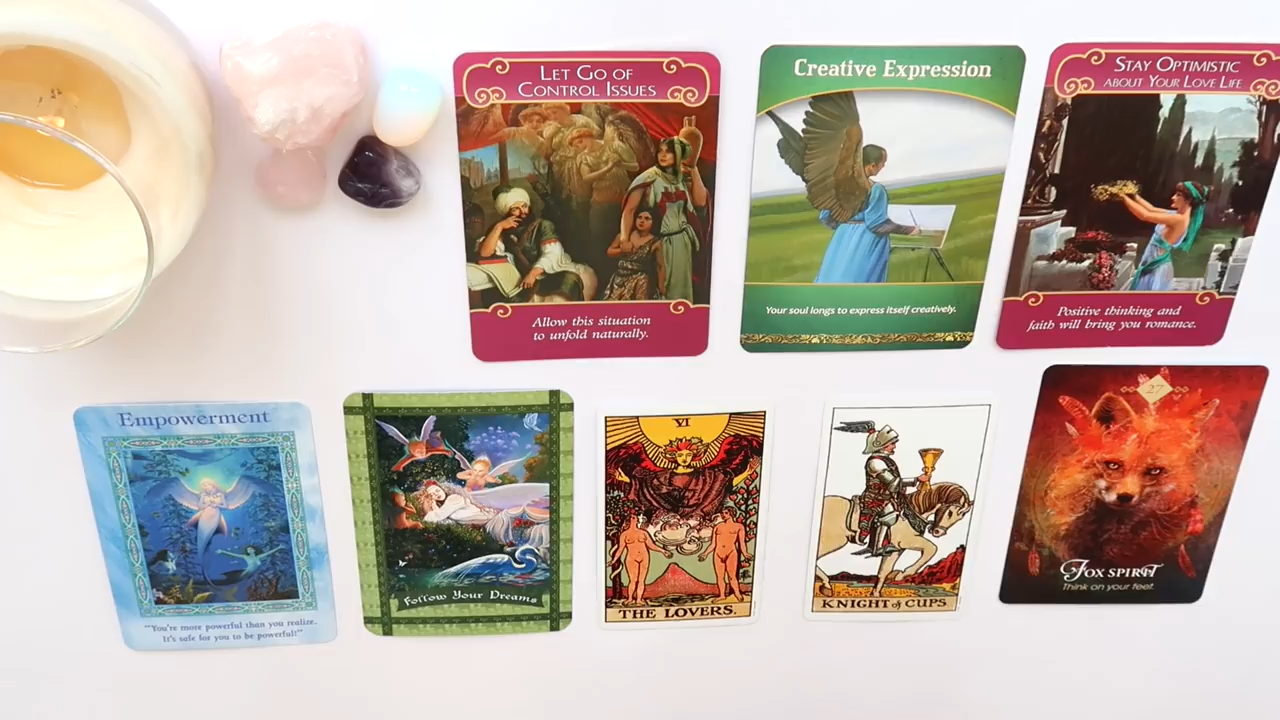 LET GO OF
CONTROL ISSUES
Allow this situation
to unfold naturally.
Creative Expression
Your soul longs to express itself creatively.
STAY OPTIMISTIC
ABOUT YOUR LOVE LIFE
Positive thinking and
faith will bring you romance.
Empowerment
"You're more powerful than you realize.
It's safe for you to be powerful!"
Follow Your Dreams
VI
THE LOVERS.
KNIGHT of CUPS.
27
FOX SPIRIT
Think on your feet.